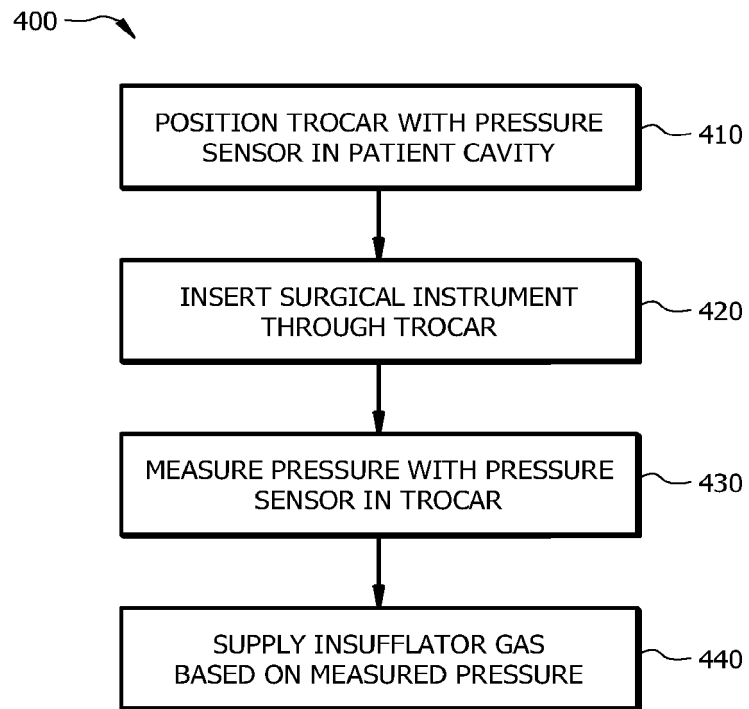 400
POSITION TROCAR WITH PRESSURE
SENSOR IN PATIENT CAVITY
410
INSERT SURGICAL INSTRUMENT
THROUGH TROCAR
420
MEASURE PRESSURE WITH PRESSURE
SENSOR IN TROCAR
430
SUPPLY INSUFFLATOR GAS
BASED ON MEASURED PRESSURE
440